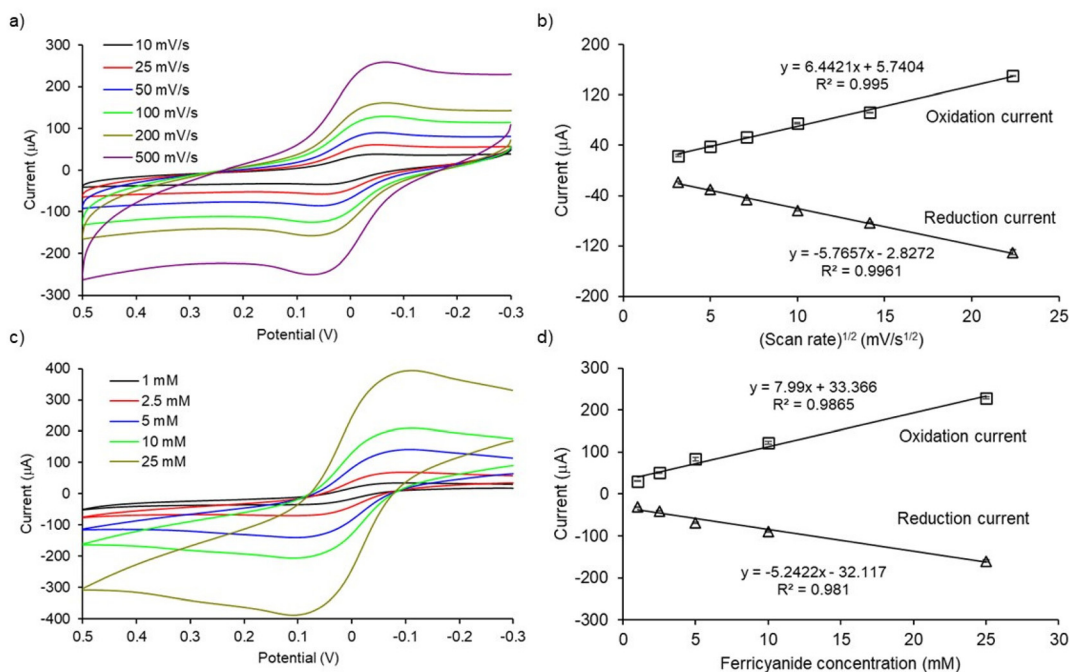 a)
300
200
100
0
-100
-200
-300
Current (μA)
10 mV/s
25 mV/s
50 mV/s
100 mV/s
200 mV/s
500 mV/s
0.5 0.4 0.3 0.2 0.1 0 -0.1 -0.2 -0.3
Potential (V)
b)
200
120
40
-40
-120
-200
Current (μA)
y = 6.4421x + 5.7404
R² = 0.995
Oxidation current
Reduction current
y = -5.7657x - 2.8272
R² = 0.9961
0 5 10 15 20 25
(Scan rate)1/2 (mV/s1/2)
c)
400
300
200
100
0
-100
-200
-300
-400
Current (μA)
1 mM
2.5 mM
5 mM
10 mM
25 mM
0.5 0.4 0.3 0.2 0.1 0 -0.1 -0.2 -0.3
Potential (V)
d)
300
200
100
0
-100
-200
-300
Current (μA)
y = 7.99x + 33.366
R² = 0.9865
Oxidation current
Reduction current
y = -5.2422x - 32.117
R² = 0.981
0 5 10 15 20 25 30
Ferricyanide concentration (mM)